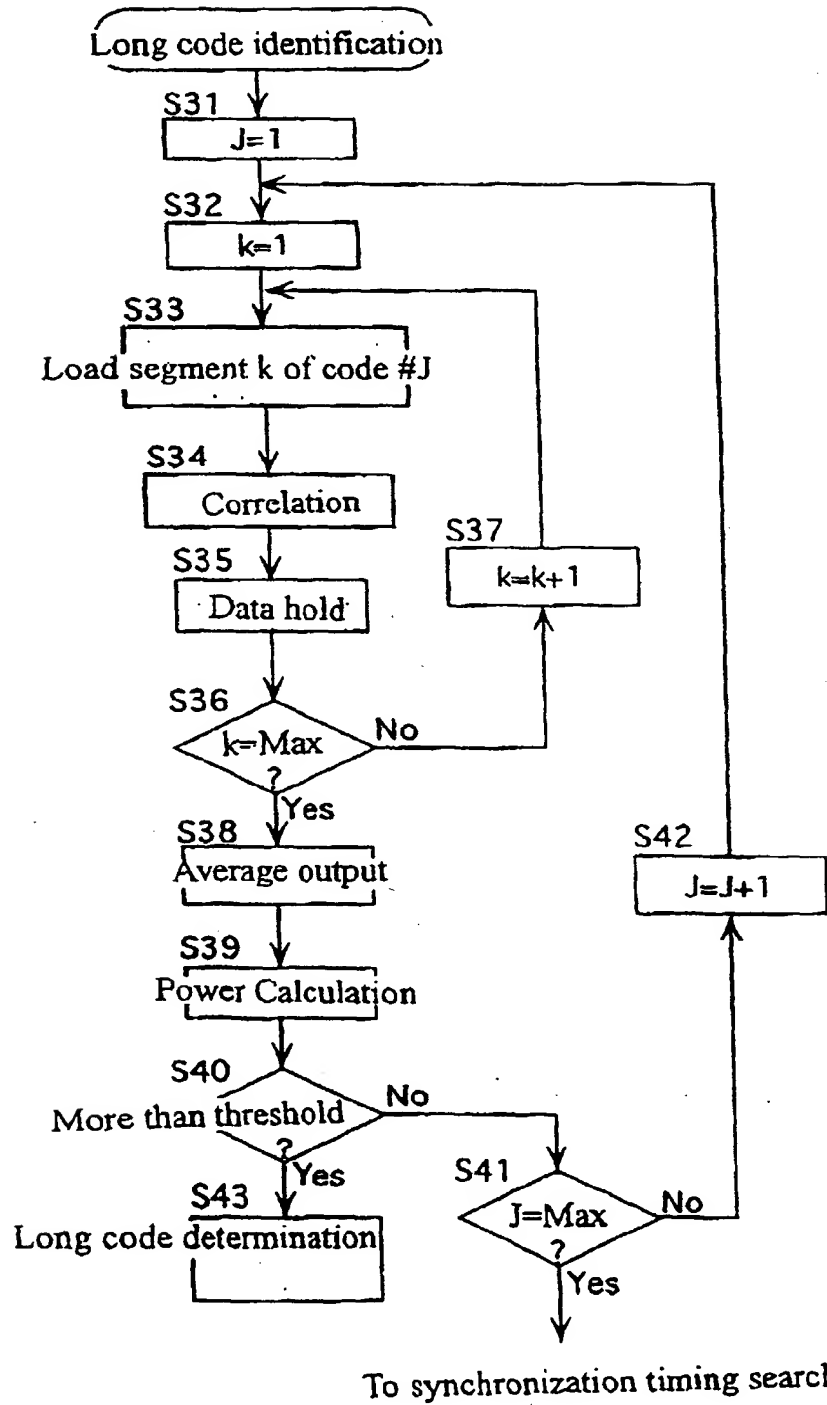 Long code identification
S31
J=1
S32
k=1
S33
Load segment k of code #J
S34
Correlation
S37
k=k+1
S35
Data hold
S36
k=Max
?
No
Yes
S38
Average output
S42
J=J+1
S39
Power Calculation
S40
More than threshold
?
No
Yes
S41
J=Max
?
No
Yes
S43
Long code determination
To synchronization timing search